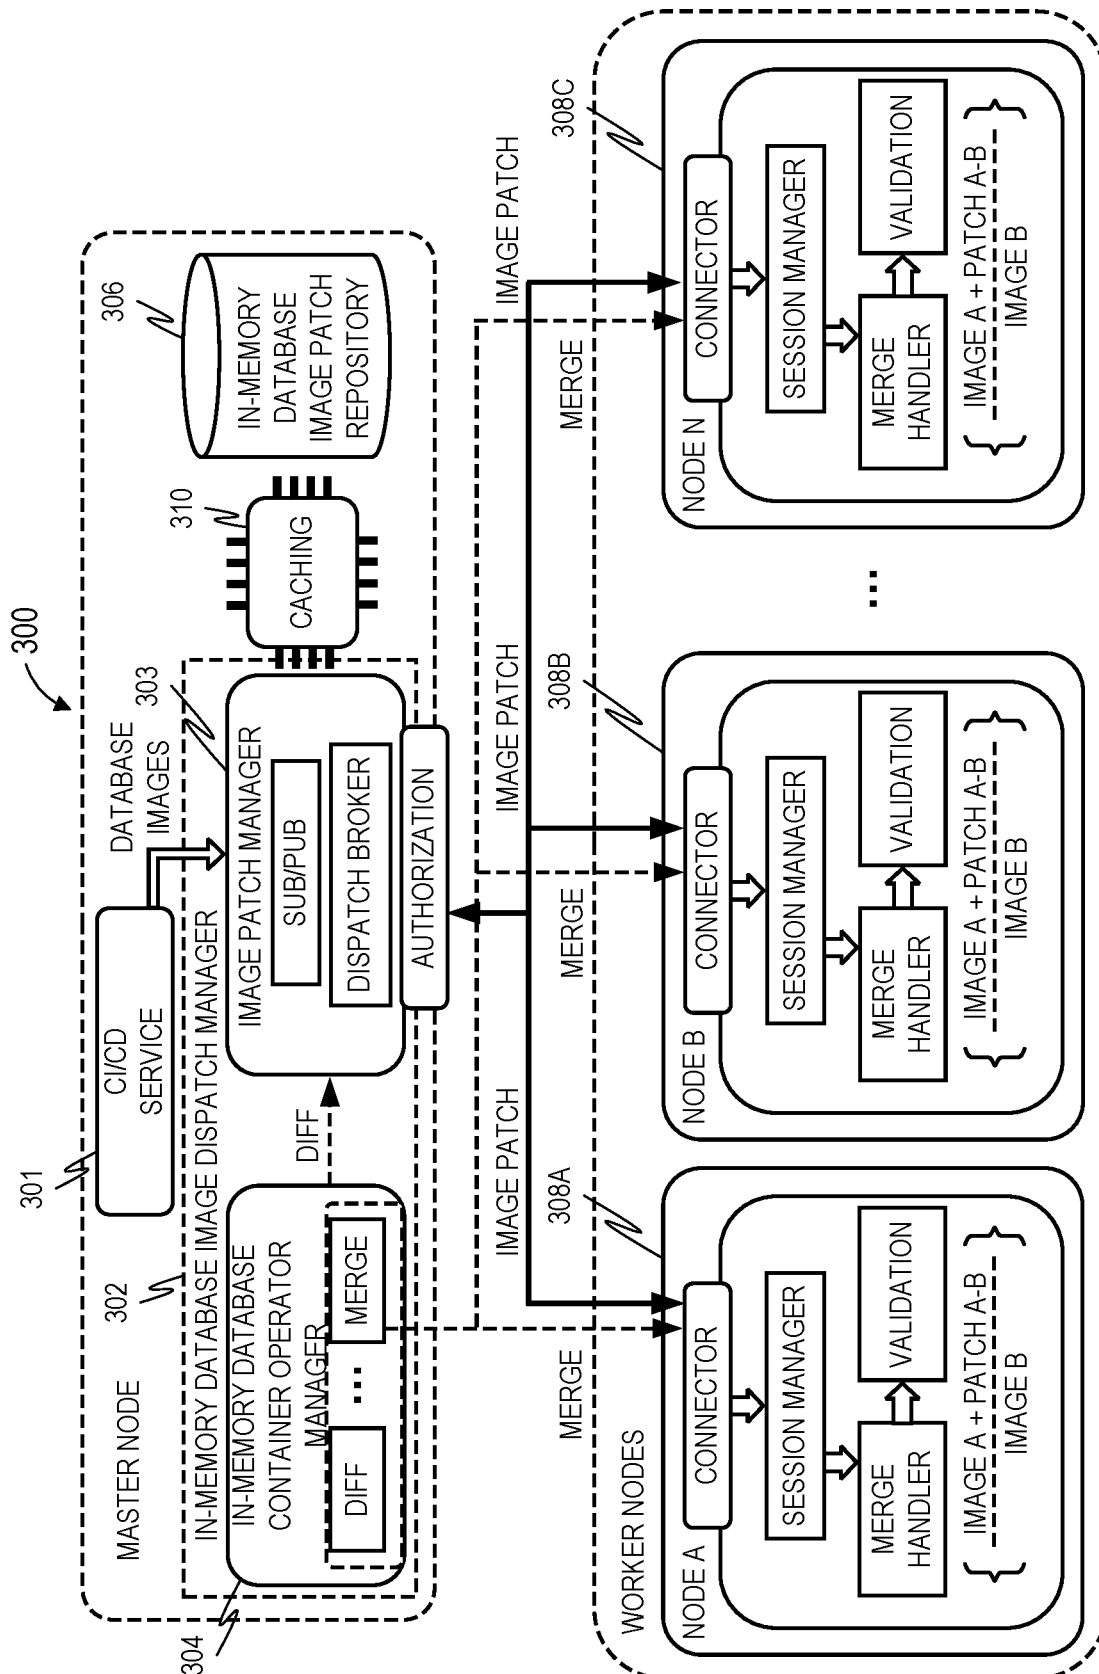 300
MASTER NODE
301
CI/CD
SERVICE
DATABASE
IMAGES
302
IN-MEMORY DATABASE IMAGE DISPATCH MANAGER
303
304
IN-MEMORY DATABASE
CONTAINER OPERATOR
MANAGER
DIFF
...
MERGE
DIFF
IMAGE PATCH MANAGER
SUB/PUB
DISPATCH BROKER
AUTHORIZATION
310
CACHING
306
IN-MEMORY
DATABASE
IMAGE PATCH
REPOSITORY
MERGE
IMAGE PATCH
308A
MERGE
IMAGE PATCH
308B
MERGE
IMAGE PATCH
308C
WORKER NODES
NODE A
CONNECTOR
SESSION MANAGER
MERGE
HANDLER
VALIDATION
{IMAGE A + PATCH A-B}
IMAGE B
NODE B
CONNECTOR
SESSION MANAGER
MERGE
HANDLER
VALIDATION
{IMAGE A + PATCH A-B}
IMAGE B
...
NODE N
CONNECTOR
SESSION MANAGER
MERGE
HANDLER
VALIDATION
{IMAGE A + PATCH A-B}
IMAGE B